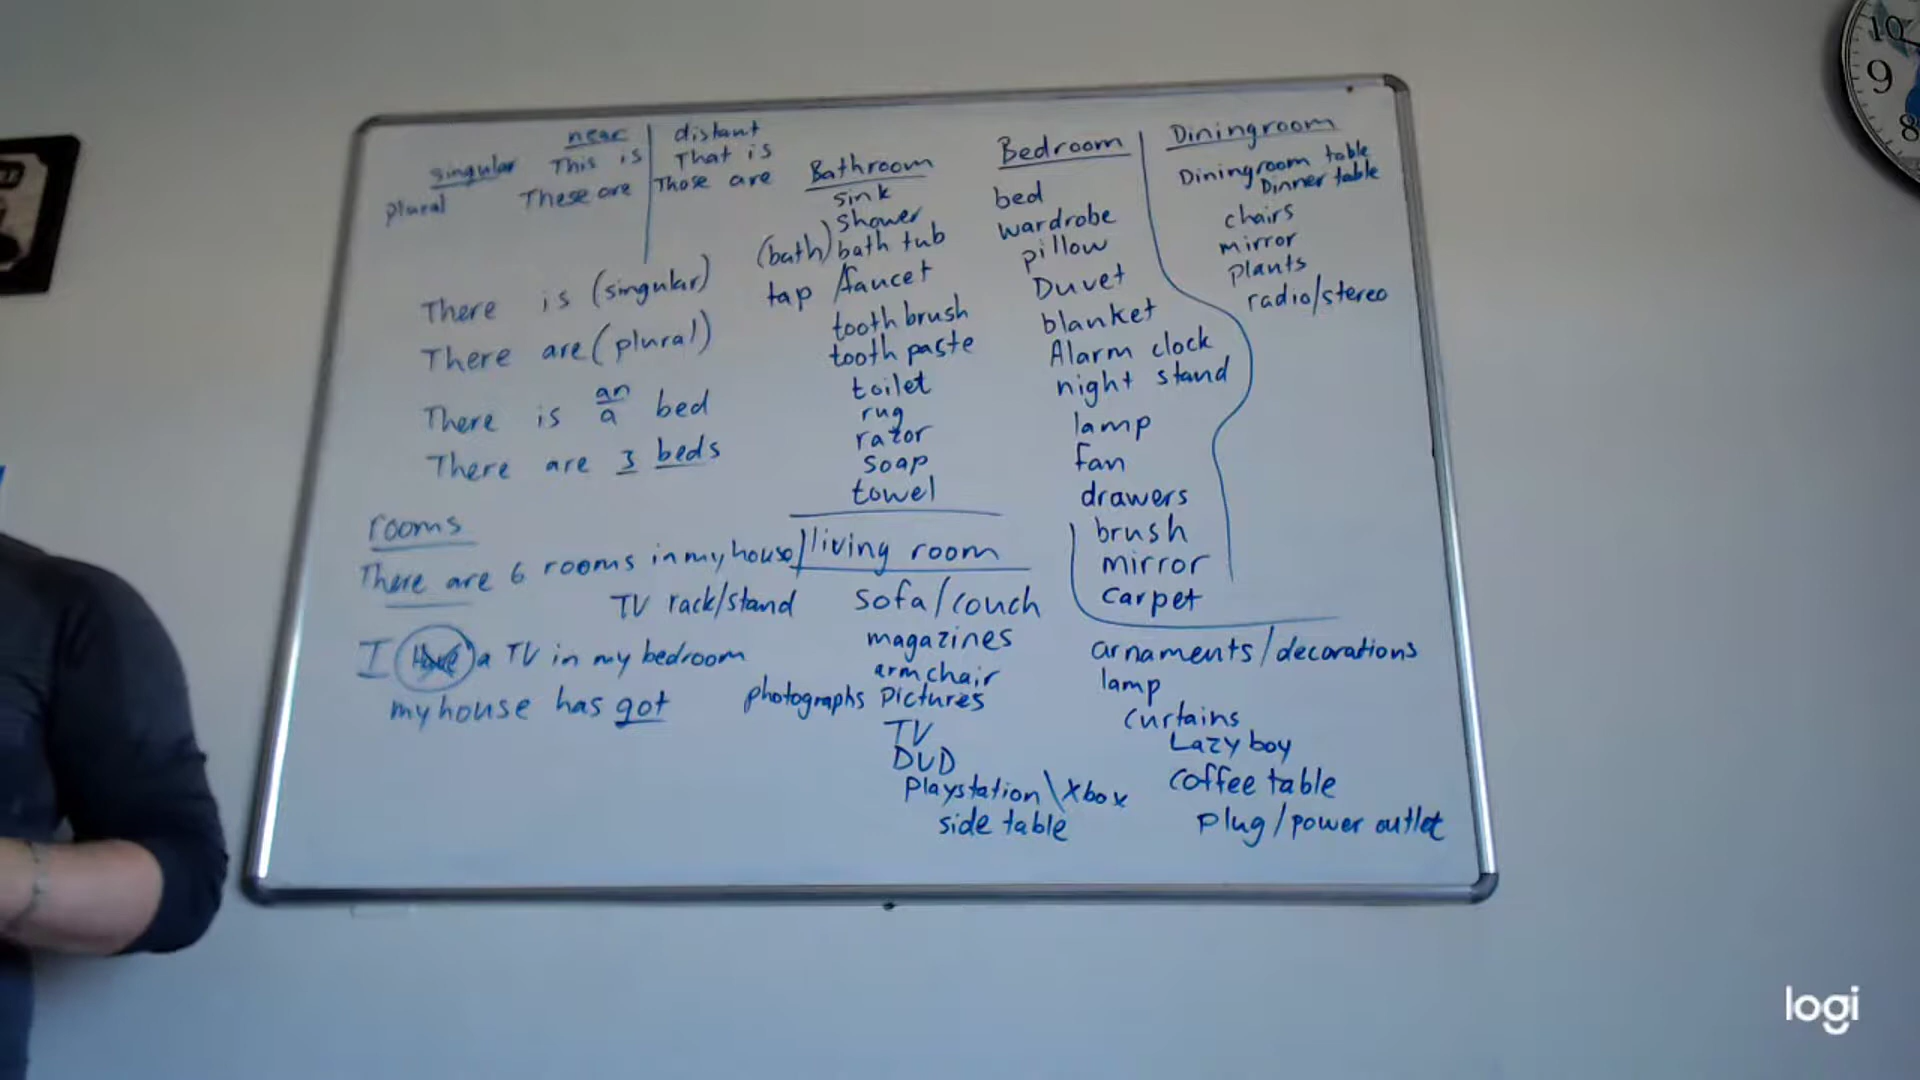 near distant
singular This is That is
plural These are Those are
There is (singular)
There are (plural)
There is an/a bed
There are 3 beds
rooms
There are 6 rooms in my house
I a TV in my bedroom
my house has got
Bathroom
sink
shower
(bath) bath tub
tap / faucet
tooth brush
tooth paste
toilet
rug
razor
soap
towel
living room
TV rack/stand sofa/couch
magazines
armchair
photographs pictures
TV
DVD
Playstation \ Xbox
side table
Bedroom
bed
wardrobe
pillow
Duvet
blanket
Alarm clock
night stand
lamp
fan
drawers
brush
mirror
carpet
arnaments/decorations
lamp
curtains
Lazy boy
coffee table
plug/power outlet
Diningroom
Diningroom table
Dinner table
chairs
mirror
plants
radio/stereo
10
9
8
logi